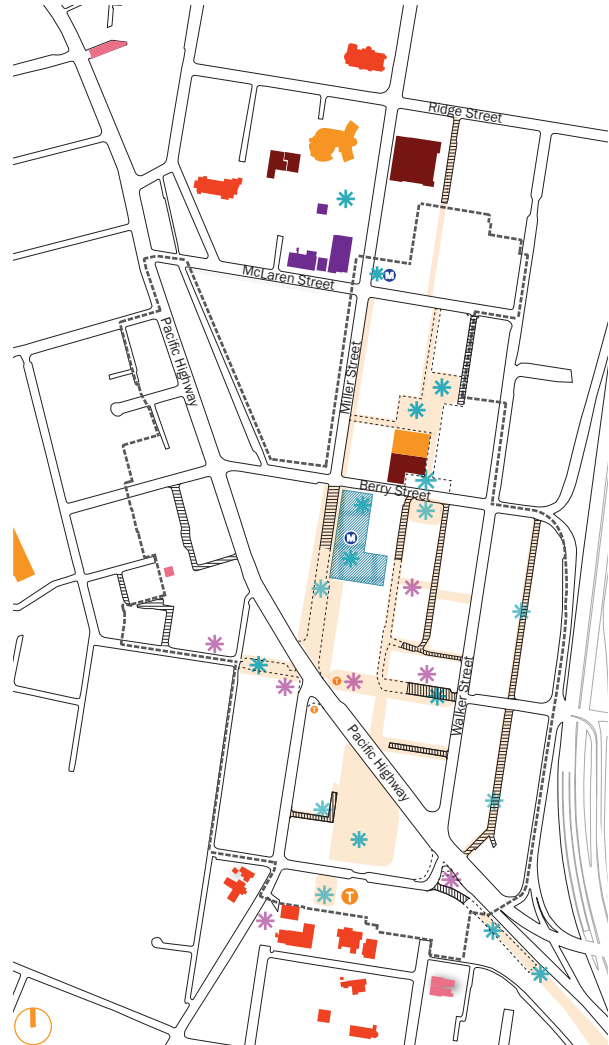 Ridge Street
McLaren Street
M
Pacific Highway
Miller Street
Berry Street
M
Walker Street
T
T
Pacific Highway
T